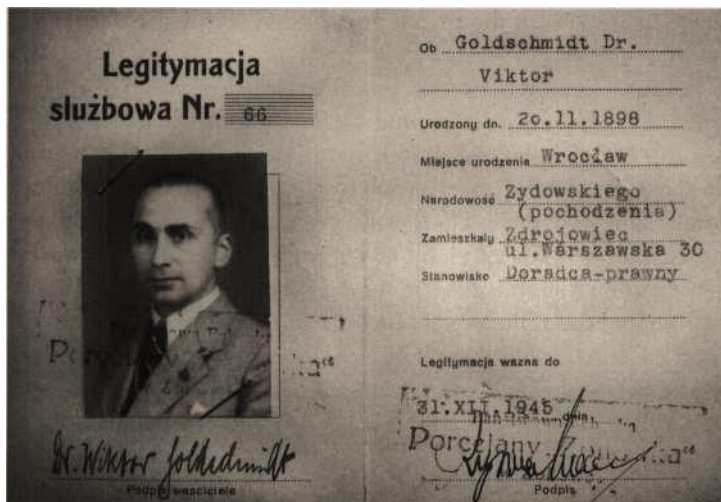 Legitymacja
służbowa Nr. 66
Dr. Wiktor Goldschmidt
Podpis właściciela
Ob Goldschmidt Dr.
Viktor
Urodzony dn. 20.11.1898
Miejsce urodzenia Wrocław
Narodowość Zydowskiego
(pochodzenia)
Zamieszkały Zdrojowiec
ul.Warszawska 30
Stanowisko Doradca-prawny
Legitymacja ważna do
31.XII.1945
Porcelany
Podpis